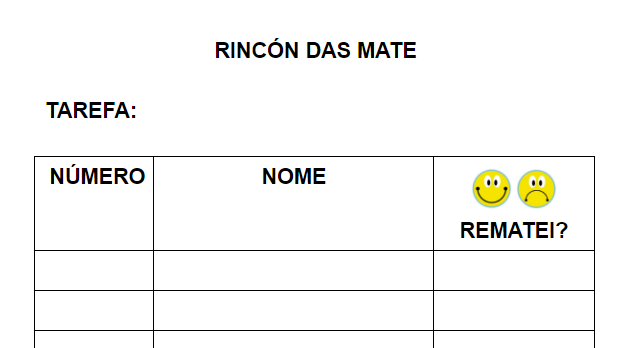 RINCÓN DAS MATE
TAREFA:
NÚMERO
NOME
REMATEI?